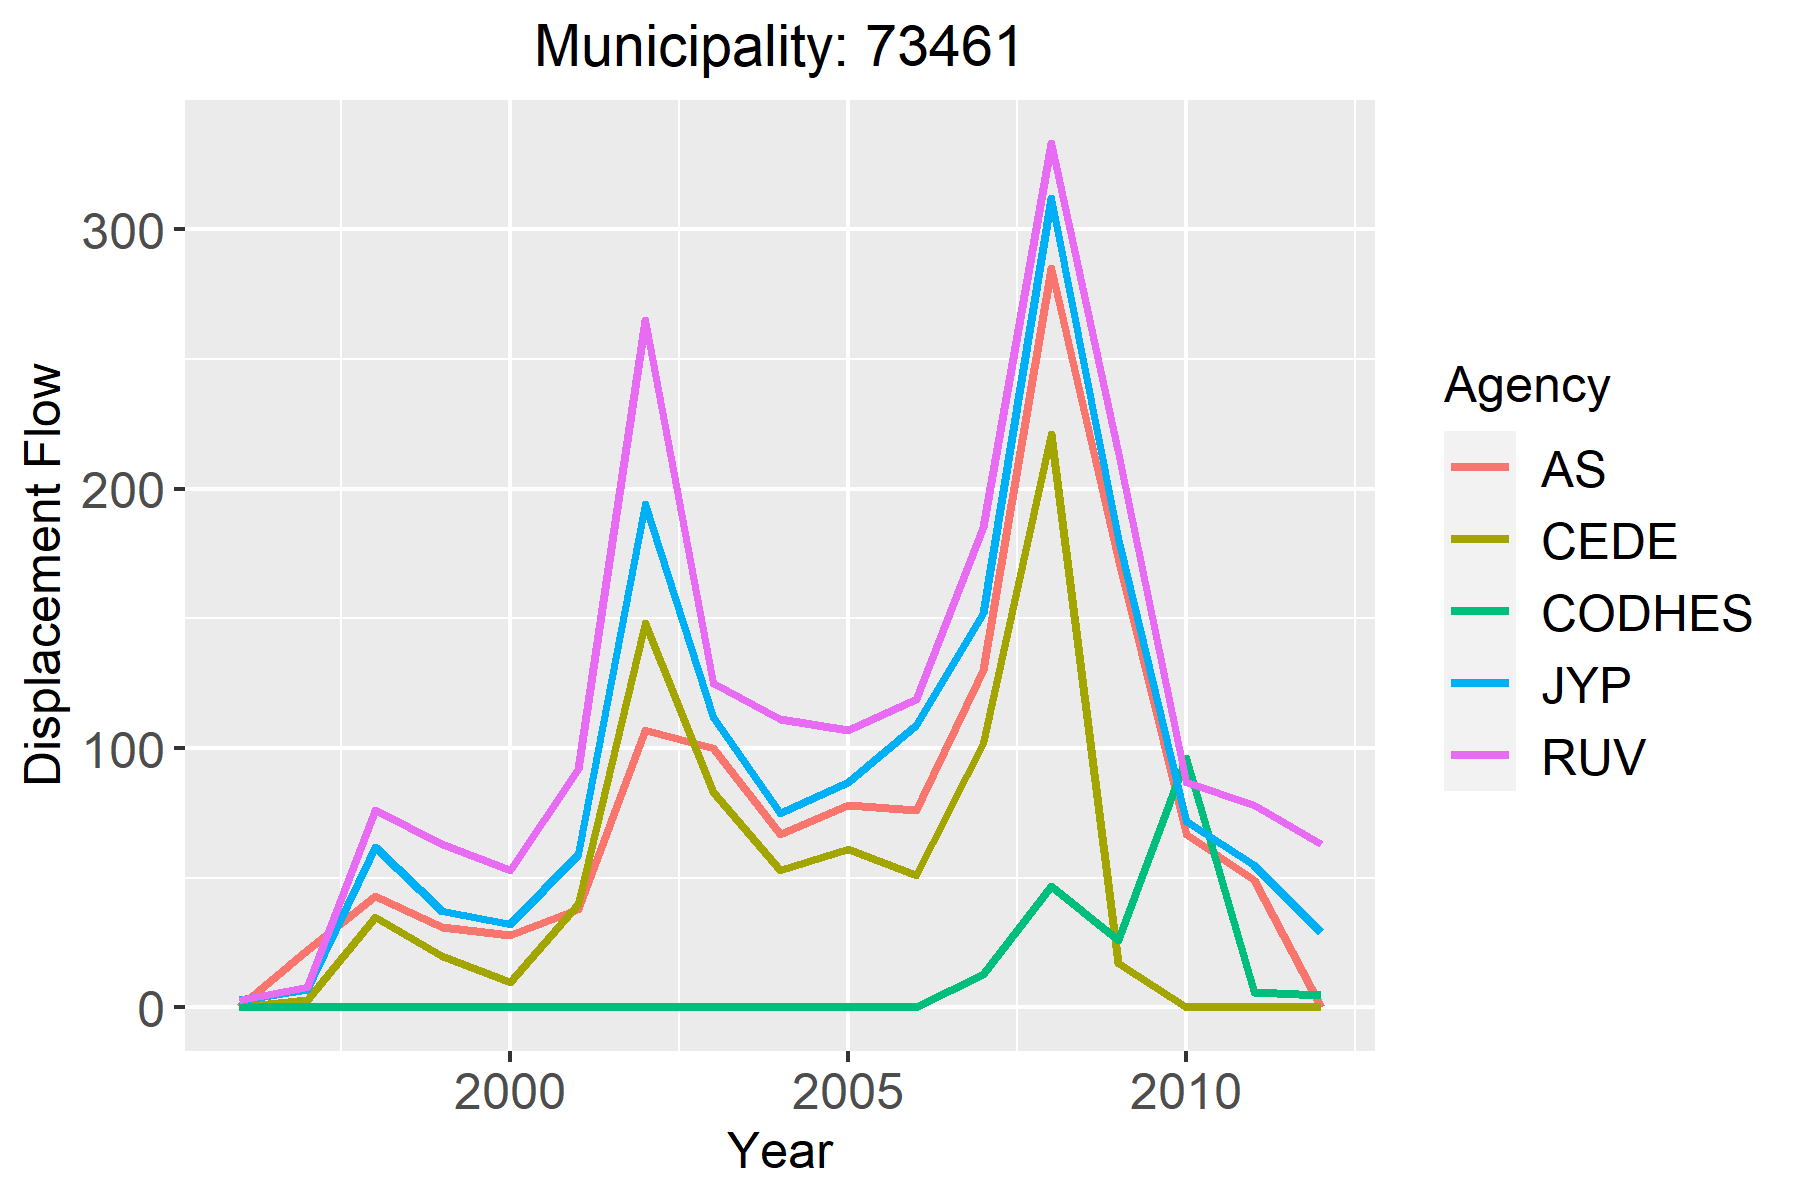 Municipality: 73461
Displacement Flow
300
200
100
0
2000 2005 2010
Year
Agency
AS
CEDE
CODHES
JYP
RUV